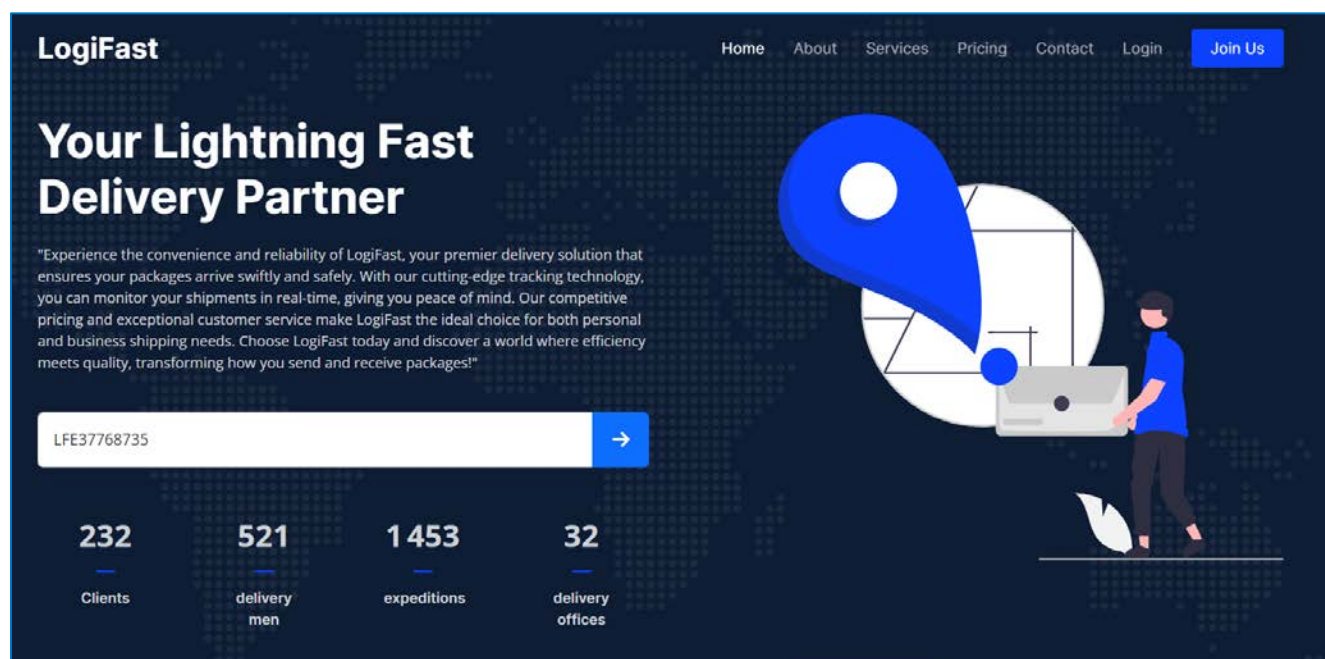 LogiFast
Home About Services Pricing Contact Login Join Us
Your Lightning Fast
Delivery Partner
"Experience the convenience and reliability of LogiFast, your premier delivery solution that
ensures your packages arrive swiftly and safely. With our cutting-edge tracking technology,
you can monitor your shipments in real-time, giving you peace of mind. Our competitive
pricing and exceptional customer service make LogiFast the ideal choice for both personal
and business shipping needs. Choose LogiFast today and discover a world where efficiency
meets quality, transforming how you send and receive packages!"
LFE37768735
232 521 1 453 32
Clients delivery expeditions delivery
men offices